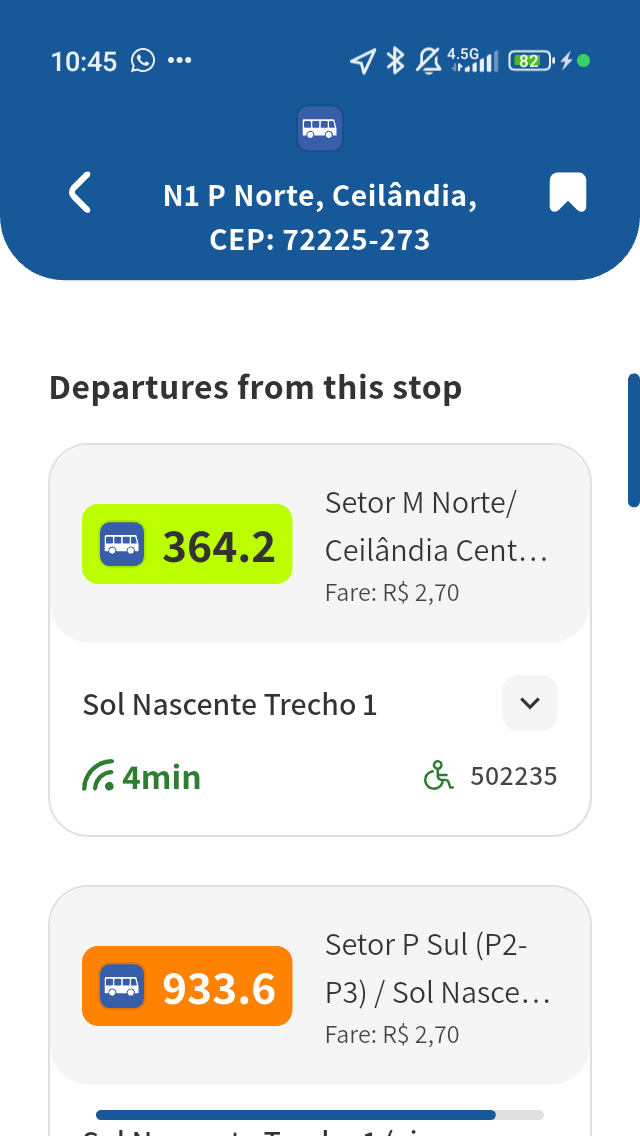 10:45
4.5G
82
N1 P Norte, Ceilândia,
CEP: 72225-273
Departures from this stop
364.2
Setor M Norte/
Ceilândia Cent...
Fare: R$ 2,70
Sol Nascente Trecho 1
4min
502235
933.6
Setor P Sul (P2-
P3) / Sol Nasce...
Fare: R$ 2,70